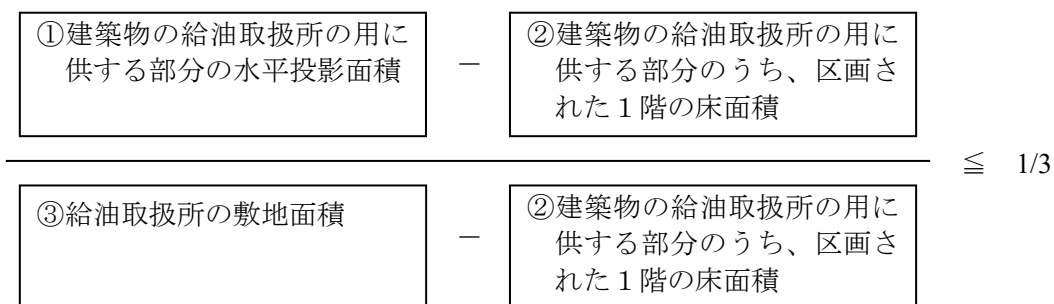 ①建築物の給油取扱所の用に
供する部分の水平投影面積
－
②建築物の給油取扱所の用に
供する部分のうち、区画さ
れた１階の床面積
≦ 1/3
③給油取扱所の敷地面積
－
②建築物の給油取扱所の用に
供する部分のうち、区画さ
れた１階の床面積